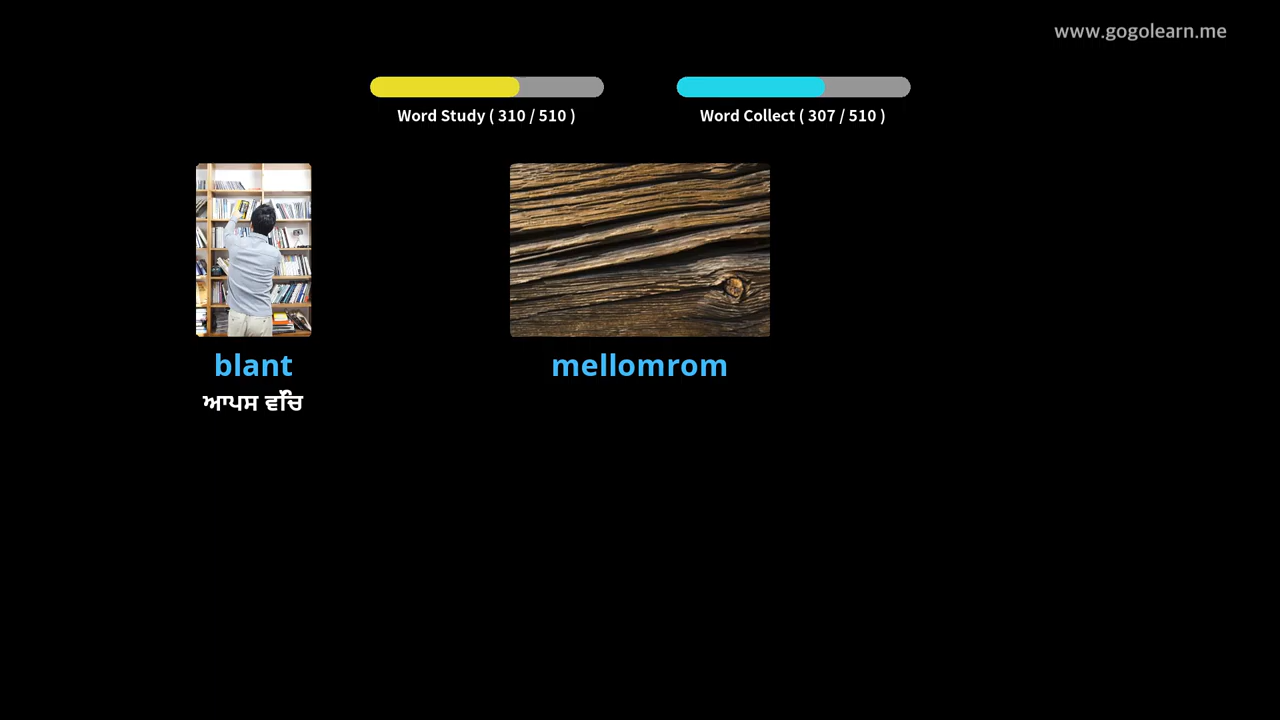 www.gogolearn.me
Word Study ( 310 / 510 )
Word Collect ( 307 / 510 )
blant
mellomrom
ਆਪਸ ਵਿੱਚ